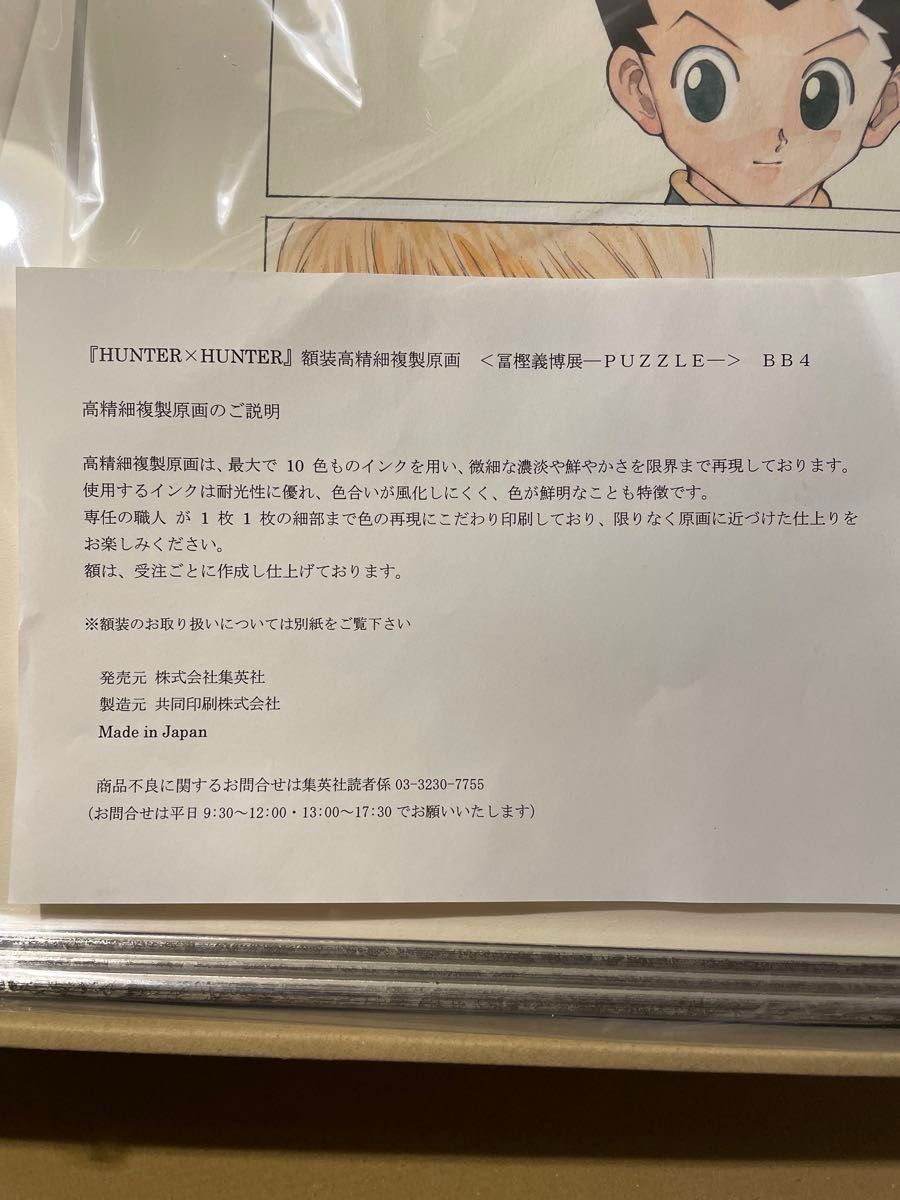 『HUNTER×HUNTER』額装高精細複製原画　＜冨樫義博展―ＰＵＺＺＬＥ―＞　ＢＢ４
高精細複製原画のご説明
高精細複製原画は、最大で 10 色ものインクを用い、微細な濃淡や鮮やかさを限界まで再現しております。
使用するインクは耐光性に優れ、色合いが風化しにくく、色が鮮明なことも特徴です。
専任の職人 が 1 枚 1 枚の細部まで色の再現にこだわり印刷しており、限りなく原画に近づけた仕上りを
お楽しみください。
額は、受注ごとに作成し仕上げております。
※額装のお取り扱いについては別紙をご覧下さい
発売元 株式会社集英社
製造元 共同印刷株式会社
Made in Japan
商品不良に関するお問合せは集英社読者係 03-3230-7755
（お問合せは平日 9:30～12:00・13:00～17:30 でお願いいたします）